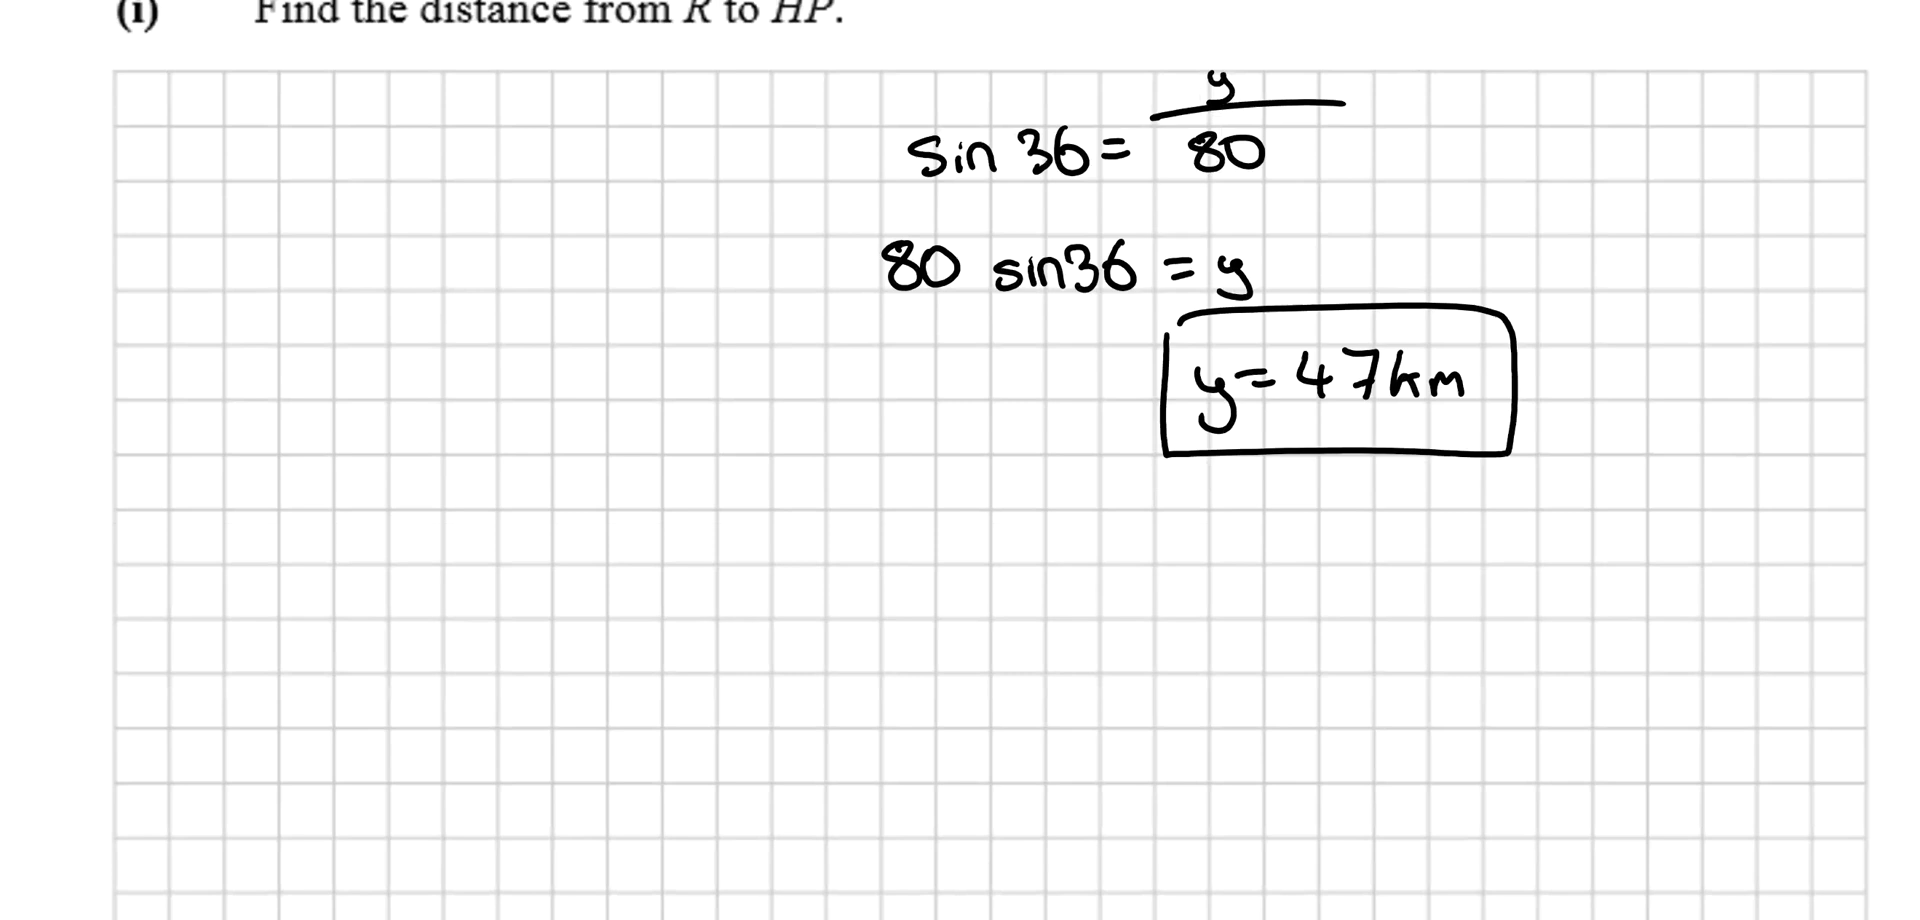 (i) Find the distance from R to HP.
sin 36 = y/80
80 sin36 = y
y = 47km